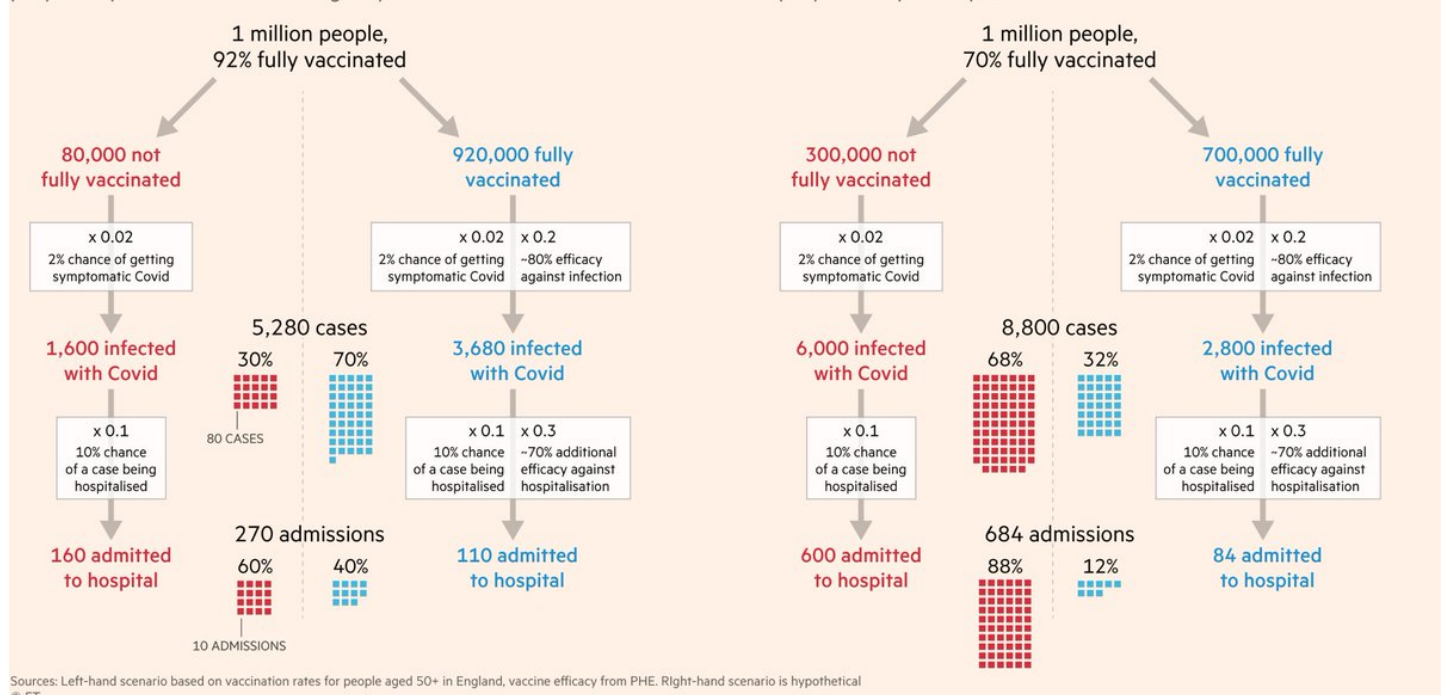 1 million people,
92% fully vaccinated
80,000 not
fully vaccinated
920,000 fully
vaccinated
x 0.02
2% chance of getting
symptomatic Covid
x 0.02
2% chance of getting
symptomatic Covid
x 0.2
~80% efficacy
against infection
5,280 cases
1,600 infected
with Covid
30%
70%
3,680 infected
with Covid
80 CASES
x 0.1
10% chance
of a case being
hospitalised
x 0.1
10% chance
of a case being
hospitalised
x 0.3
~70% additional
efficacy against
hospitalisation
270 admissions
160 admitted
to hospital
60%
40%
110 admitted
to hospital
10 ADMISSIONS
1 million people,
70% fully vaccinated
300,000 not
fully vaccinated
700,000 fully
vaccinated
x 0.02
2% chance of getting
symptomatic Covid
x 0.02
2% chance of getting
symptomatic Covid
x 0.2
~80% efficacy
against infection
8,800 cases
6,000 infected
with Covid
68%
32%
2,800 infected
with Covid
x 0.1
10% chance
of a case being
hospitalised
x 0.1
10% chance
of a case being
hospitalised
x 0.3
~70% additional
efficacy against
hospitalisation
684 admissions
600 admitted
to hospital
88%
12%
84 admitted
to hospital
Sources: Left-hand scenario based on vaccination rates for people aged 50+ in England, vaccine efficacy from PHE. RIght-hand scenario is hypothetical
© FT